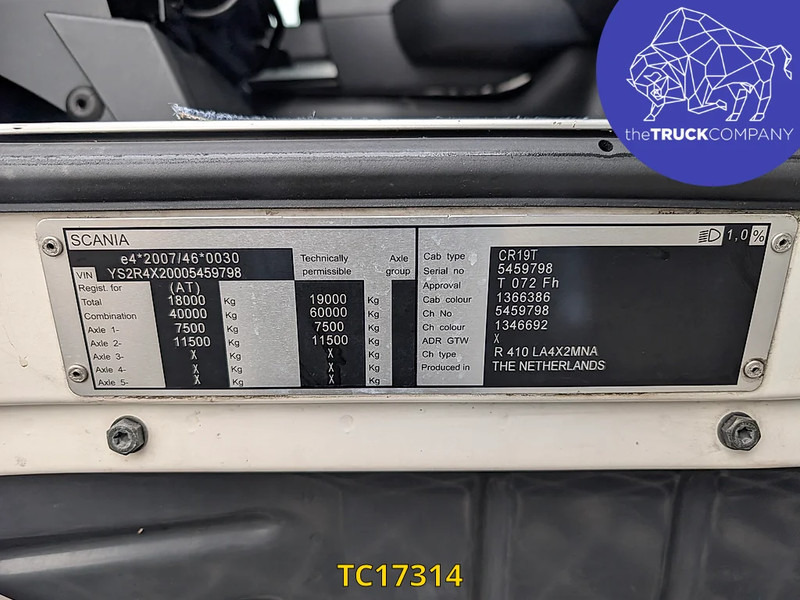 theTRUCKCOMPANY
SCANIA
1,0%
e4*2007/46*0030
VIN YS2R4X20005459798
Technically permissible
Axle group
Regist. for (AT)
Total 18000 Kg 19000 Kg
Combination 40000 Kg 60000 Kg
Axle 1- 7500 Kg 7500 Kg
Axle 2- 11500 Kg 11500 Kg
Axle 3- X Kg X Kg
Axle 4- X Kg X Kg
Axle 5- X Kg X Kg
Cab type CR19T
Serial no 5459798
Approval T 072 Fh
Cab colour 1366386
Ch No 5459798
Ch colour 1346692
ADR GTW X
Ch type R 410 LA4X2MNA
Produced in THE NETHERLANDS
TC17314